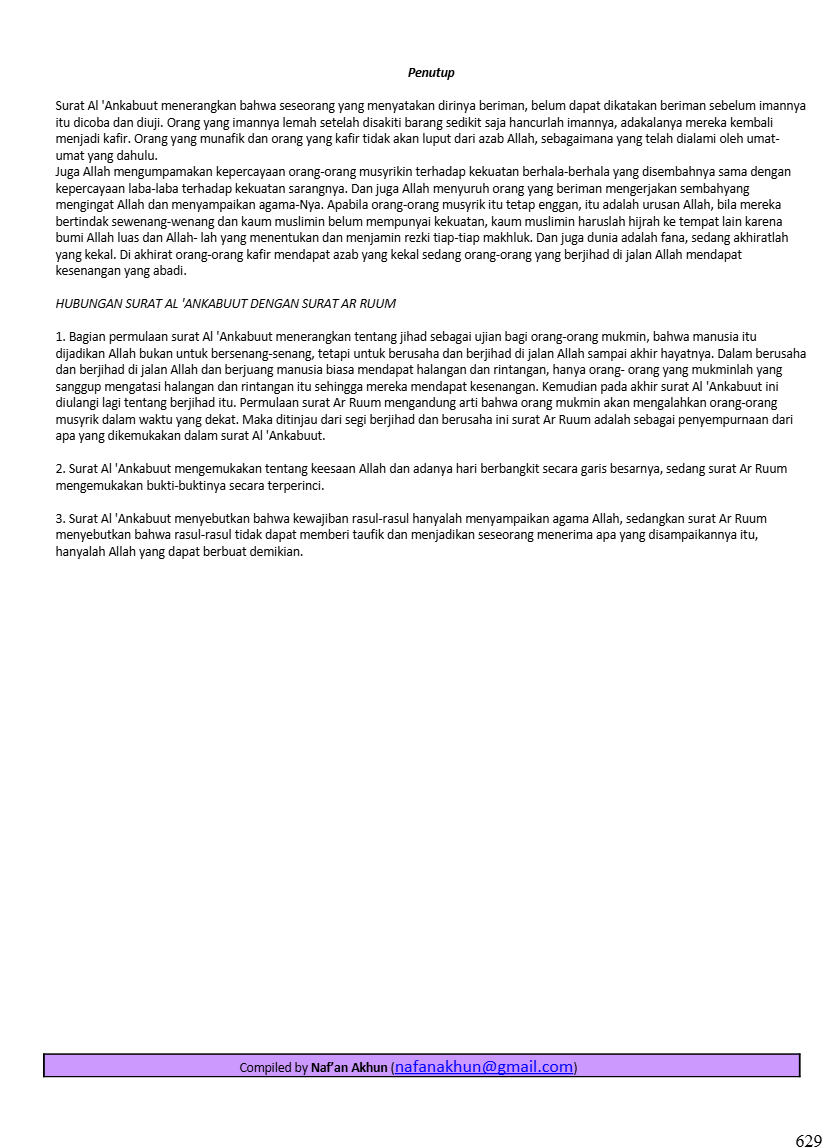 Penutup
Surat Al 'Ankabuut menerangkan bahwa seseorang yang menyatakan dirinya beriman, belum dapat dikatakan beriman sebelum imannya
itu dicoba dan diuji. Orang yang imannya lemah setelah disakiti barang sedikit saja hancurlah imannya, adakalanya mereka kembali
menjadi kafir. Orang yang munafik dan orang yang kafir tidak akan luput dari azab Allah, sebagaimana yang telah dialami oleh umat-
umat yang dahulu.
Juga Allah mengumpamakan kepercayaan orang-orang musyrikin terhadap kekuatan berhala-berhala yang disembahnya sama dengan
kepercayaan laba-laba terhadap kekuatan sarangnya. Dan juga Allah menyuruh orang yang beriman mengerjakan sembahyang
mengingat Allah dan menyampaikan agama-Nya. Apabila orang-orang musyrik itu tetap enggan, itu adalah urusan Allah, bila mereka
bertindak sewenang-wenang dan kaum muslimin belum mempunyai kekuatan, kaum muslimin haruslah hijrah ke tempat lain karena
bumi Allah luas dan Allah- lah yang menentukan dan menjamin rezki tiap-tiap makhluk. Dan juga dunia adalah fana, sedang akhiratlah
yang kekal. Di akhirat orang-orang kafir mendapat azab yang kekal sedang orang-orang yang berjihad di jalan Allah mendapat
kesenangan yang abadi.
HUBUNGAN SURAT AL 'ANKABUUT DENGAN SURAT AR RUUM
1. Bagian permulaan surat Al 'Ankabuut menerangkan tentang jihad sebagai ujian bagi orang-orang mukmin, bahwa manusia itu
dijadikan Allah bukan untuk bersenang-senang, tetapi untuk berusaha dan berjihad di jalan Allah sampai akhir hayatnya. Dalam berusaha
dan berjihad di jalan Allah dan berjuang manusia biasa mendapat halangan dan rintangan, hanya orang- orang yang mukminlah yang
sanggup mengatasi halangan dan rintangan itu sehingga mereka mendapat kesenangan. Kemudian pada akhir surat Al 'Ankabuut ini
diulangi lagi tentang berjihad itu. Permulaan surat Ar Ruum mengandung arti bahwa orang mukmin akan mengalahkan orang-orang
musyrik dalam waktu yang dekat. Maka ditinjau dari segi berjihad dan berusaha ini surat Ar Ruum adalah sebagai penyempurnaan dari
apa yang dikemukakan dalam surat Al 'Ankabuut.
2. Surat Al 'Ankabuut mengemukakan tentang keesaan Allah dan adanya hari berbangkit secara garis besarnya, sedang surat Ar Ruum
mengemukakan bukti-buktinya secara terperinci.
3. Surat Al 'Ankabuut menyebutkan bahwa kewajiban rasul-rasul hanyalah menyampaikan agama Allah, sedangkan surat Ar Ruum
menyebutkan bahwa rasul-rasul tidak dapat memberi taufik dan menjadikan seseorang menerima apa yang disampaikannya itu,
hanyalah Allah yang dapat berbuat demikian.
Compiled by Naf’an Akhun (nafanakhun@gmail.com)
629